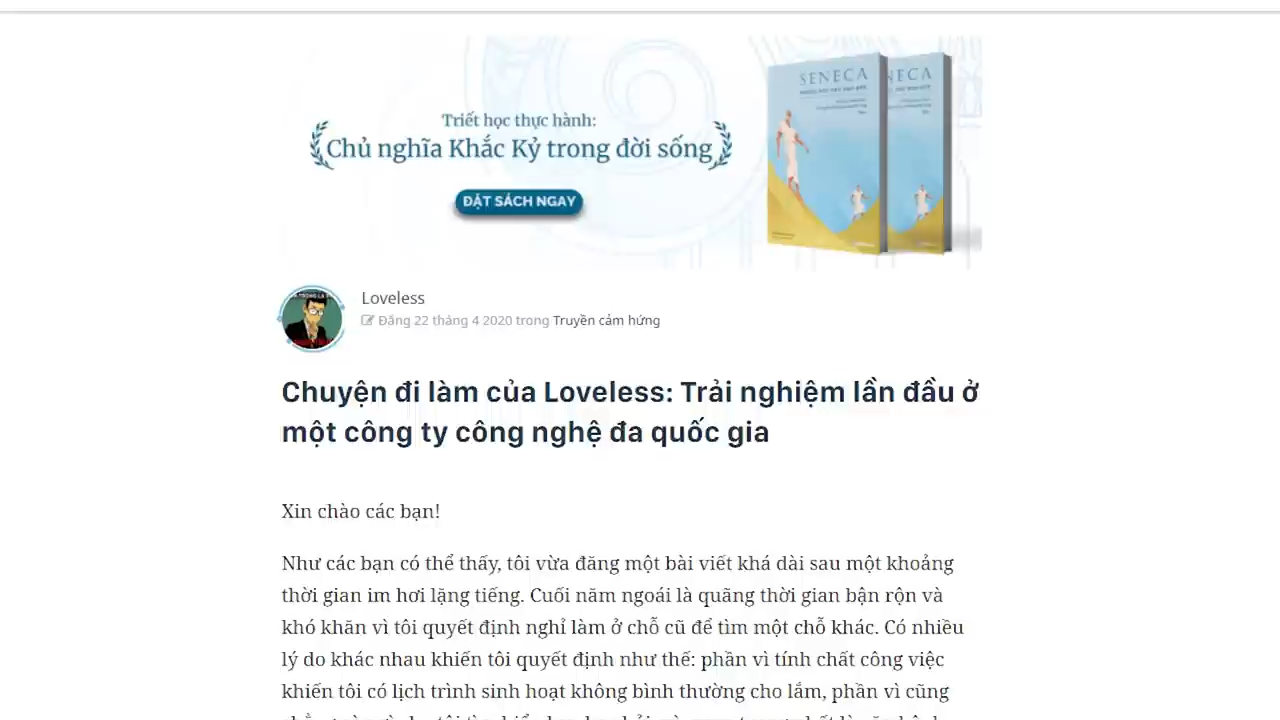 Triết học thực hành:
Chủ nghĩa Khắc Kỷ trong đời sống
ĐẶT SÁCH NGAY
SENECA
NECA
Loveless
Đăng 22 tháng 4 2020 trong Truyền cảm hứng
Chuyện đi làm của Loveless: Trải nghiệm lần đầu ở
một công ty công nghệ đa quốc gia
Xin chào các bạn!
Như các bạn có thể thấy, tôi vừa đăng một bài viết khá dài sau một khoảng
thời gian im hơi lặng tiếng. Cuối năm ngoái là quãng thời gian bận rộn và
khó khăn vì tôi quyết định nghỉ làm ở chỗ cũ để tìm một chỗ khác. Có nhiều
lý do khác nhau khiến tôi quyết định như thế: phần vì tính chất công việc
khiến tôi có lịch trình sinh hoạt không bình thường cho lắm, phần vì cũng